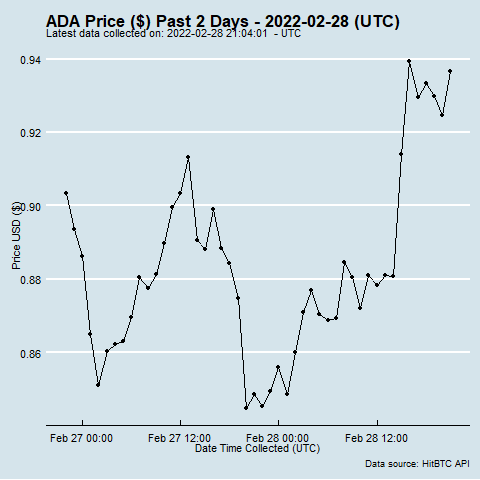 ADA Price ($) Past 2 Days - 2022-02-28 (UTC)
Latest data collected on: 2022-02-28 21:04:01 - UTC
0.94
0.92
0.90
0.88
0.86
Price USD ($)
Feb 27 00:00
Feb 27 12:00
Feb 28 00:00
Feb 28 12:00
Date Time Collected (UTC)
Data source: HitBTC API